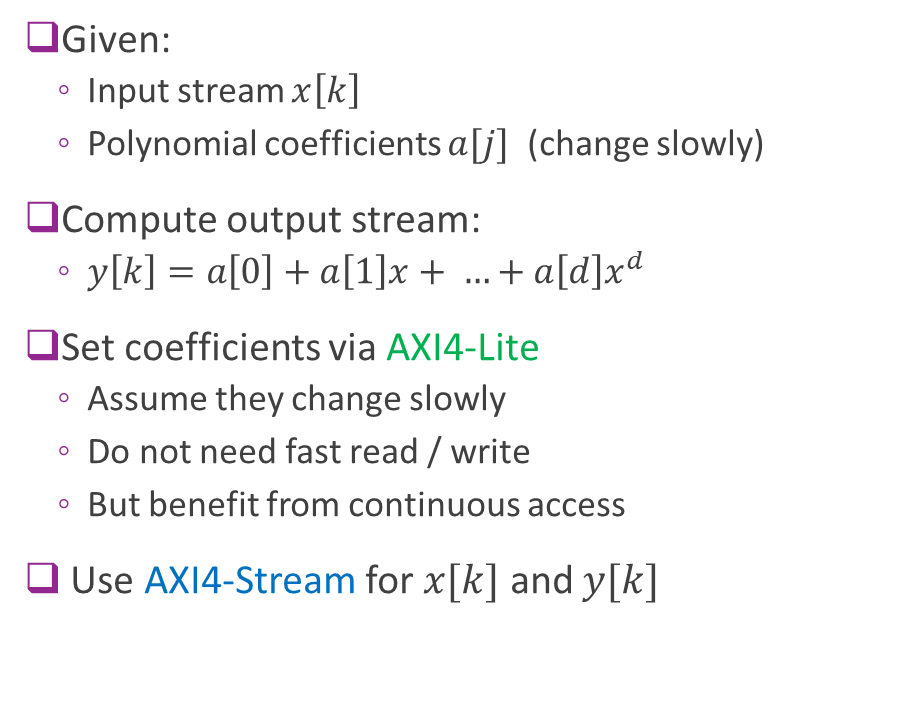 ❑Given:
◦ Input stream x[k]
◦ Polynomial coefficients a[j] (change slowly)
❑Compute output stream:
◦ y[k] = a[0] + a[1]x + … + a[d]xᵈ
❑Set coefficients via AXI4-Lite
◦ Assume they change slowly
◦ Do not need fast read / write
◦ But benefit from continuous access
❑ Use AXI4-Stream for x[k] and y[k]